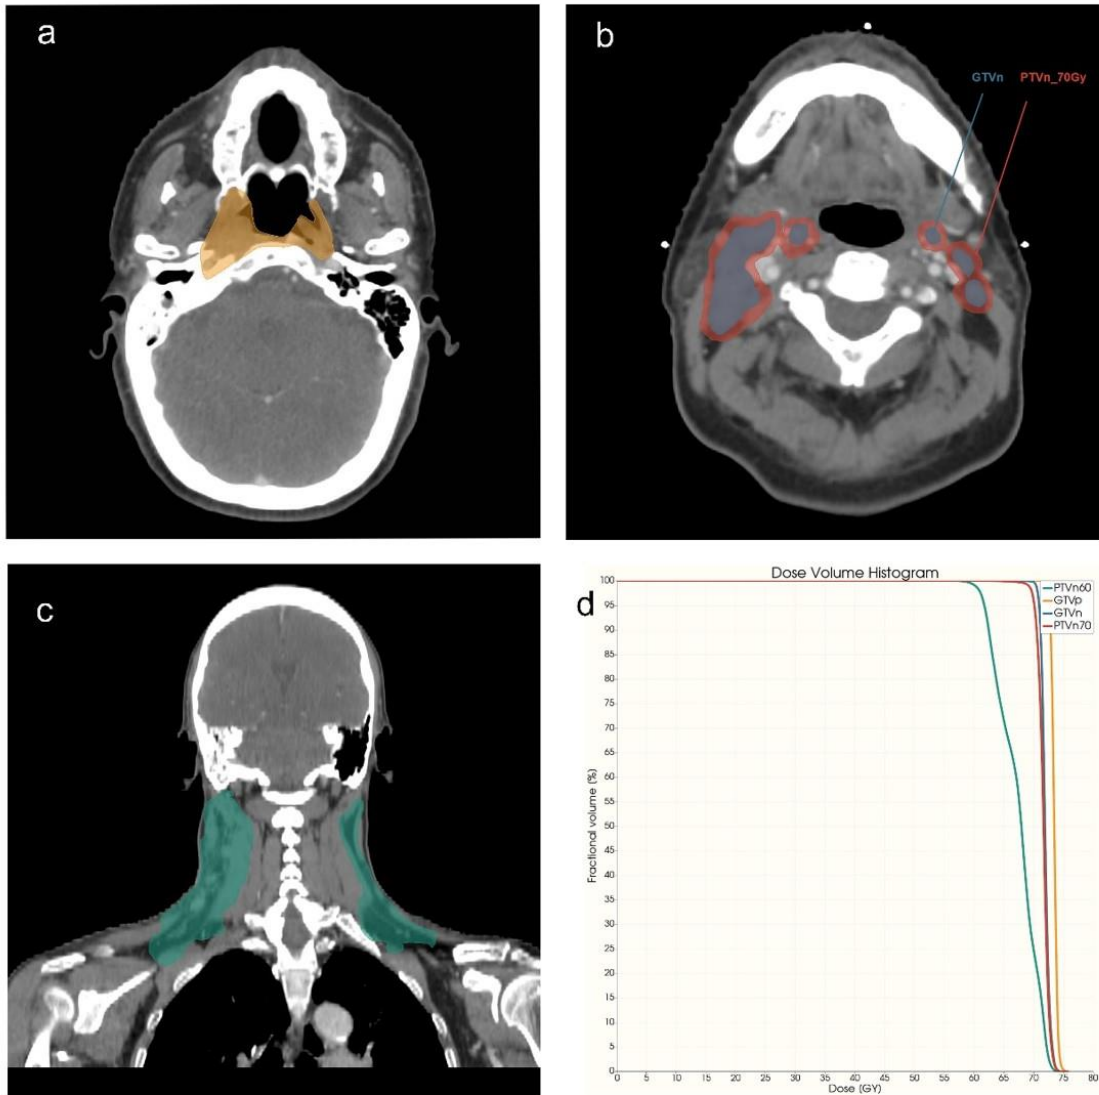 a
b
GTVn PTVn_70Gy
c
d
Dose Volume Histogram
PTVn60
GTVp
GTVn
PTVn70
Fractional volume (%)
100
95
90
85
80
75
70
65
60
55
50
45
40
35
30
25
20
15
10
5
0
0 5 10 15 20 25 30 35 40 45 50 55 60 65 70 75 80
Dose (GY)